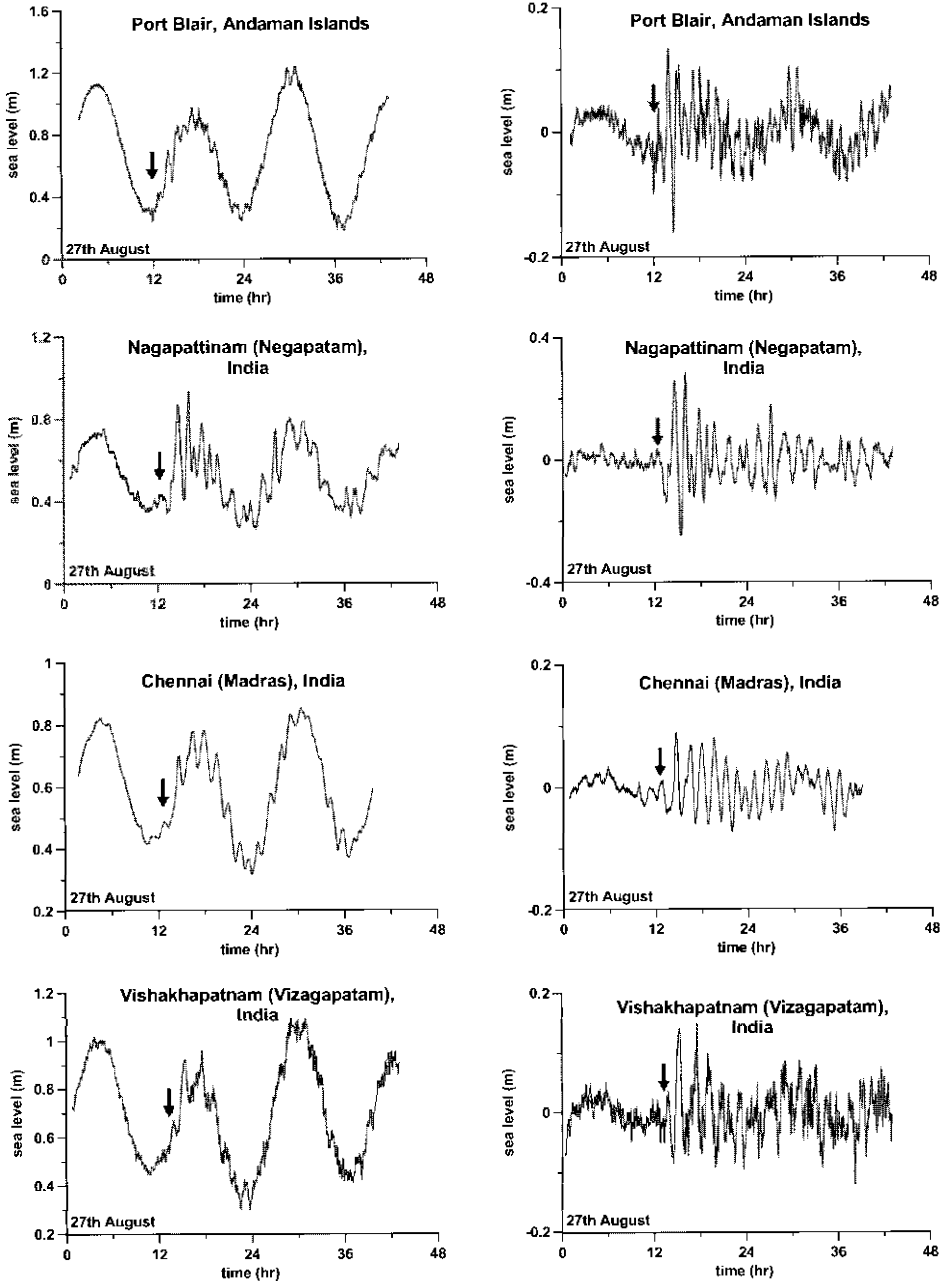 Port Blair, Andaman Islands
sea level (m)
1.6
1.2
0.8
0.4
0
27th August
0 12 24 36 48
time (hr)
Port Blair, Andaman Islands
sea level (m)
0.2
0
-0.2
27th August
0 12 24 36 48
time (hr)
Nagapattinam (Negapatam),
India
sea level (m)
1.2
0.8
0.4
0
27th August
0 12 24 36 48
time (hr)
Nagapattinam (Negapatam),
India
sea level (m)
0.4
0
-0.4
27th August
0 12 24 36 48
time (hr)
Chennai (Madras), India
sea level (m)
1
0.8
0.6
0.4
0.2
27th August
0 12 24 36 48
time (hr)
Chennai (Madras), India
sea level (m)
0.2
0
-0.2
27th August
0 12 24 36 48
time (hr)
Vishakhapatnam (Vizagapatam),
India
sea level (m)
1.2
1
0.8
0.6
0.4
0.2
27th August
0 12 24 36 48
time (hr)
Vishakhapatnam (Vizagapatam),
India
sea level (m)
0.2
0
-0.2
27th August
0 12 24 36 48
time (hr)